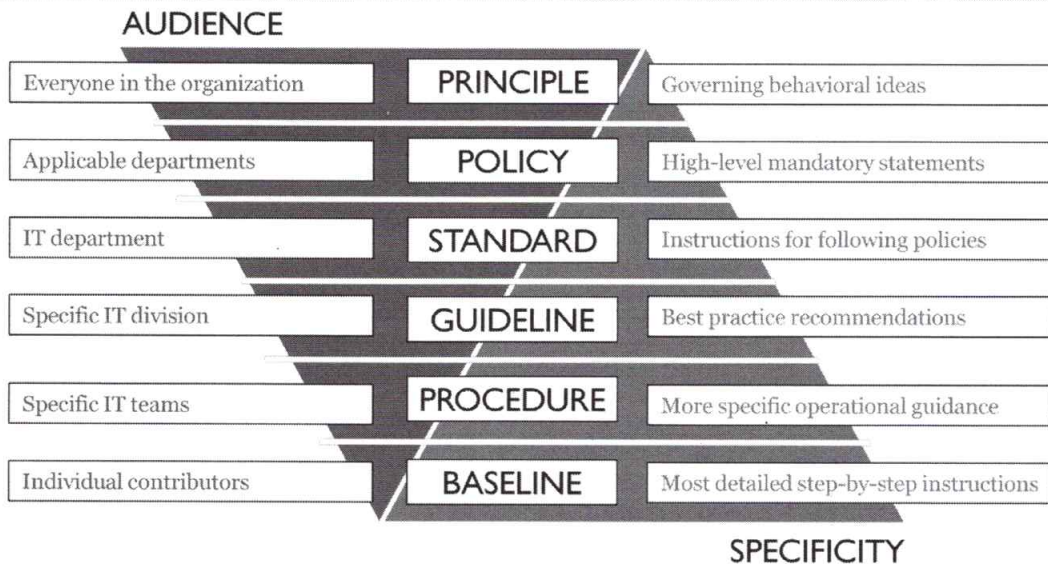 AUDIENCE
Everyone in the organization
PRINCIPLE
Governing behavioral ideas
Applicable departments
POLICY
High-level mandatory statements
IT department
STANDARD
Instructions for following policies
Specific IT division
GUIDELINE
Best practice recommendations
Specific IT teams
PROCEDURE
More specific operational guidance
Individual contributors
BASELINE
Most detailed step-by-step instructions
SPECIFICITY